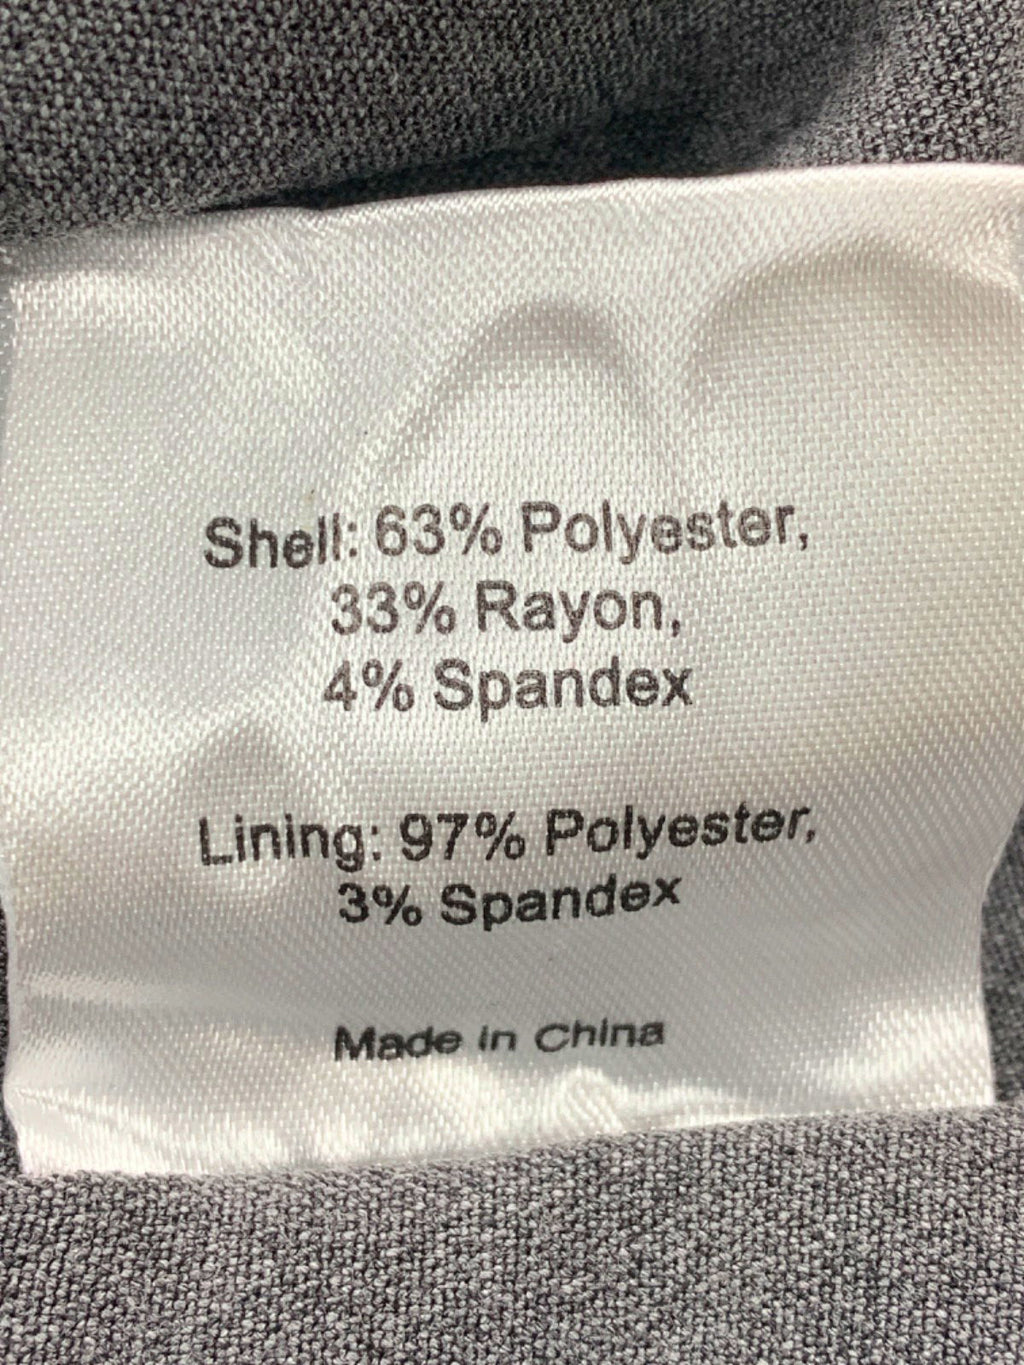 Shell: 63% Polyester,
33% Rayon,
4% Spandex
Lining: 97% Polyester,
3% Spandex
Made in China